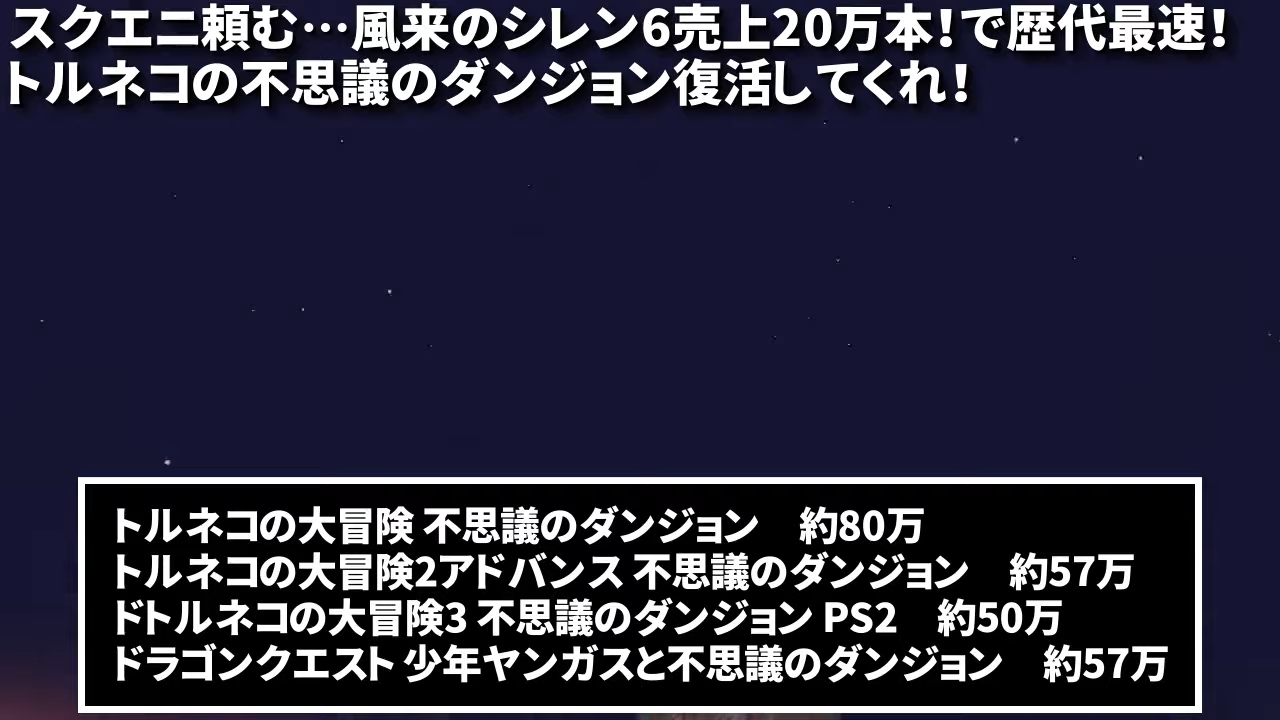 スクエニ頼む…風来のシレン6売上20万本!で歴代最速!
トルネコの不思議のダンジョン復活してくれ!
トルネコの大冒険 不思議のダンジョン　約80万
トルネコの大冒険2アドバンス 不思議のダンジョン　約57万
ドトルネコの大冒険3 不思議のダンジョン PS2　約50万
ドラゴンクエスト 少年ヤンガスと不思議のダンジョン　約57万